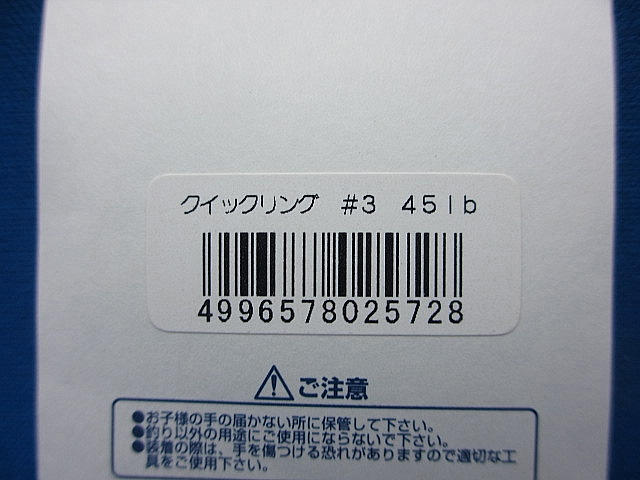 クイックリング #3 45lb
4996578025728
ご注意
●お子様の手の届かない所に保管して下さい。
●釣り以外の用途にご使用にならないで下さい。
●装着の際は、手を傷つける恐れがありますので適切な工
具をご使用下さい。